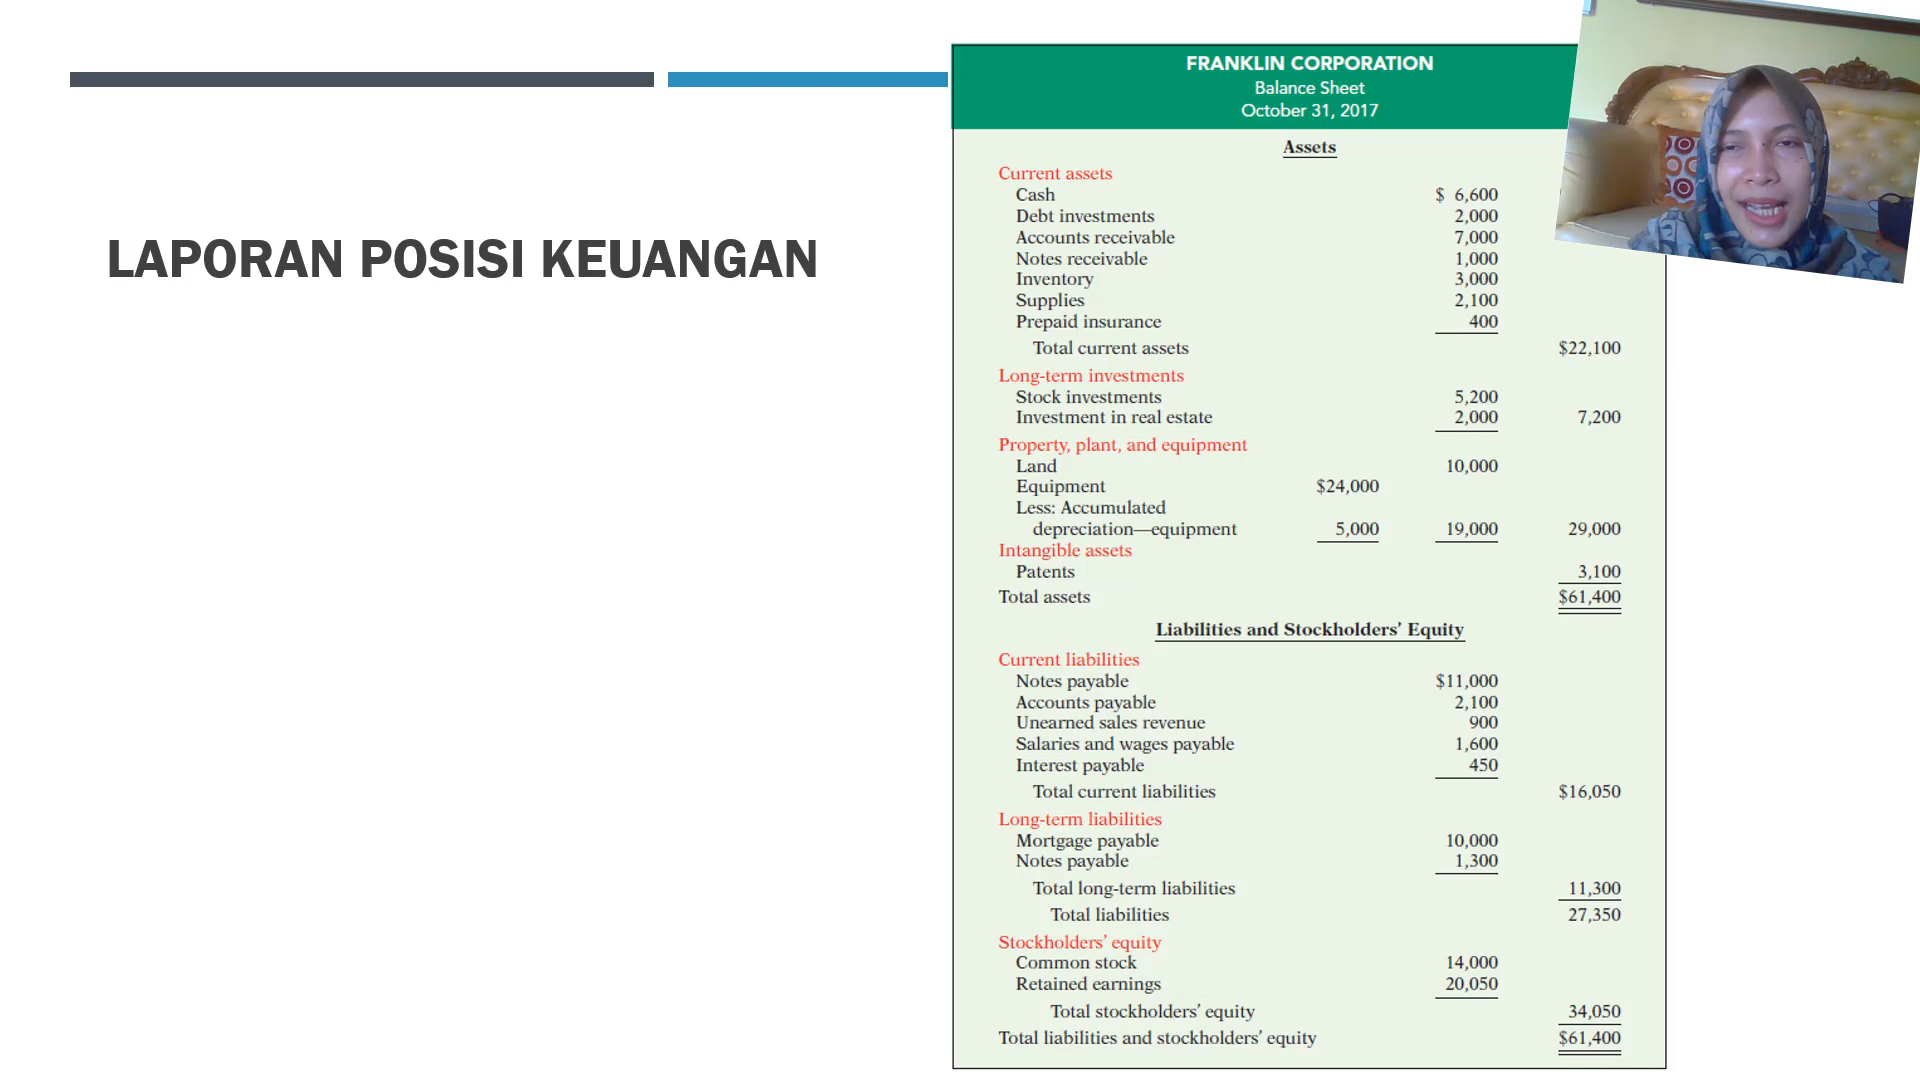 LAPORAN POSISI KEUANGAN
FRANKLIN CORPORATION
Balance Sheet
October 31, 2017
Assets
Current assets
Cash $ 6,600
Debt investments 2,000
Accounts receivable 7,000
Notes receivable 1,000
Inventory 3,000
Supplies 2,100
Prepaid insurance 400
Total current assets $22,100
Long-term investments
Stock investments 5,200
Investment in real estate 2,000 7,200
Property, plant, and equipment
Land 10,000
Equipment $24,000
Less: Accumulated
depreciation—equipment 5,000 19,000 29,000
Intangible assets
Patents 3,100
Total assets $61,400
Liabilities and Stockholders' Equity
Current liabilities
Notes payable $11,000
Accounts payable 2,100
Unearned sales revenue 900
Salaries and wages payable 1,600
Interest payable 450
Total current liabilities $16,050
Long-term liabilities
Mortgage payable 10,000
Notes payable 1,300
Total long-term liabilities 11,300
Total liabilities 27,350
Stockholders' equity
Common stock 14,000
Retained earnings 20,050
Total stockholders' equity 34,050
Total liabilities and stockholders' equity $61,400